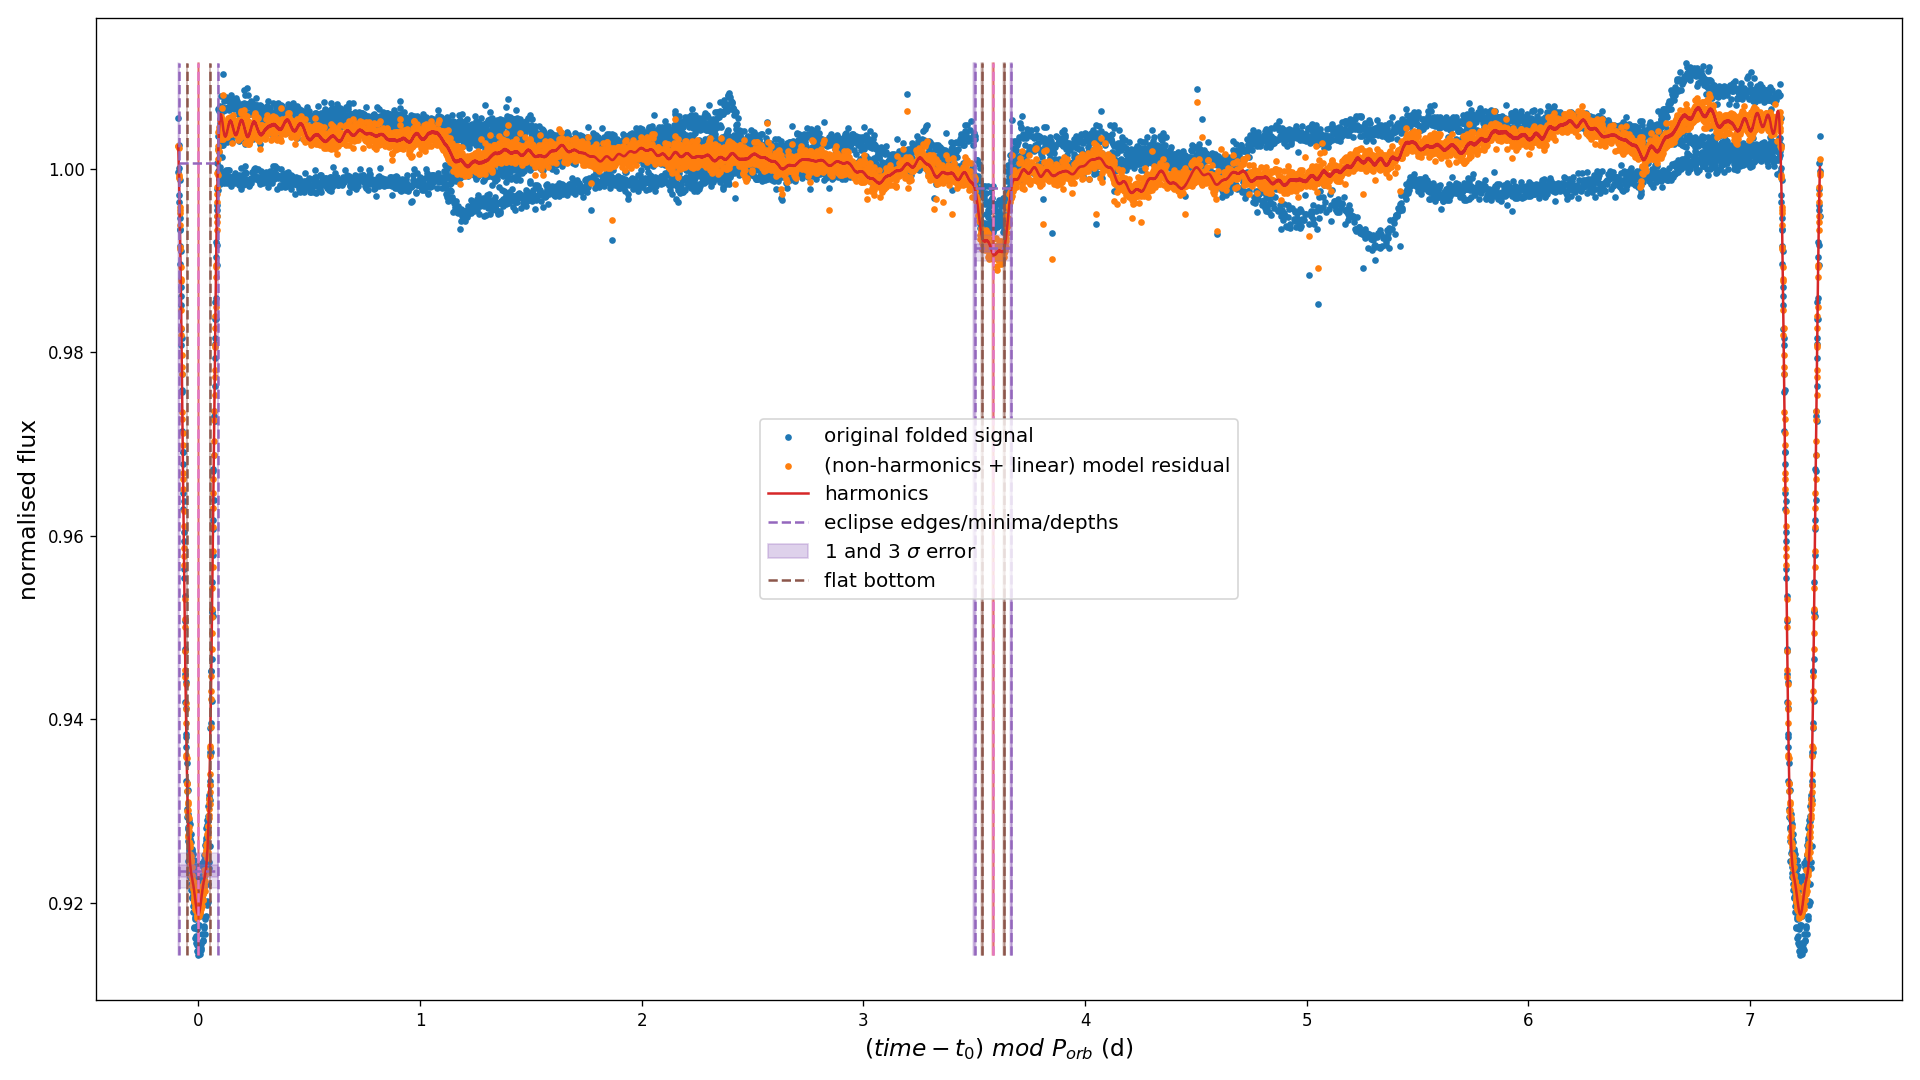 normalised flux
1.00
0.98
0.96
0.94
0.92
original folded signal
(non-harmonics + linear) model residual
harmonics
eclipse edges/minima/depths
1 and 3 σ error
flat bottom
0 1 2 3 4 5 6 7
(time − t₀) mod Pₒᵣᵦ (d)